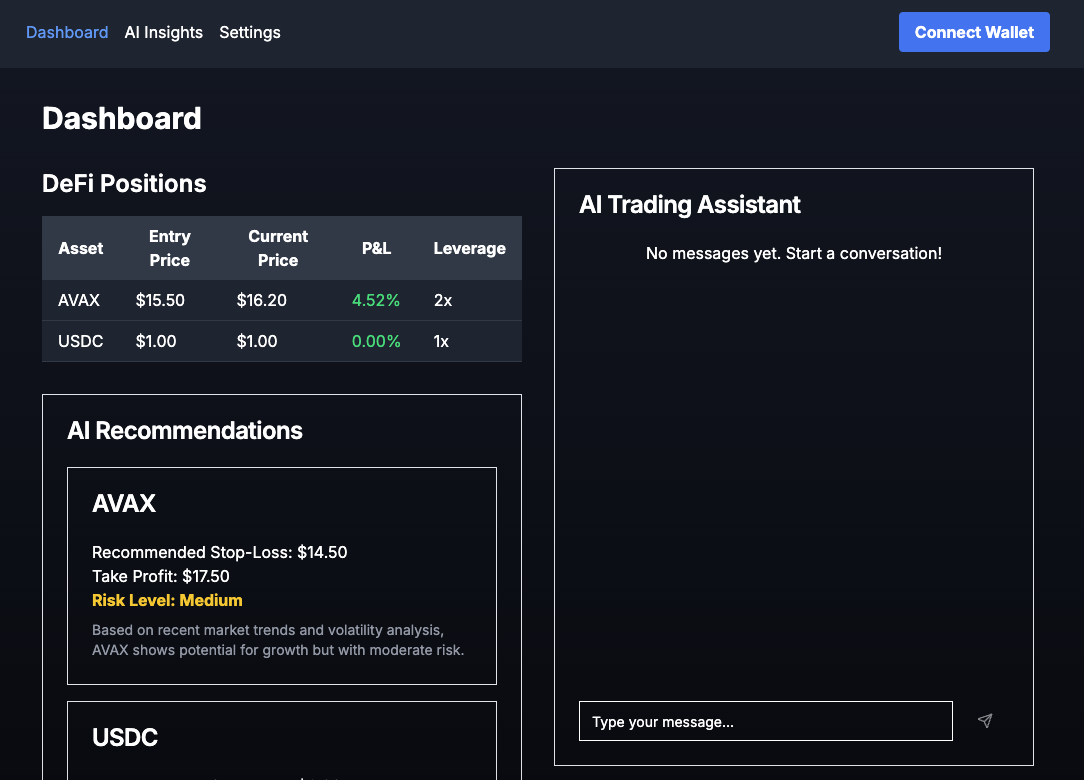 Dashboard AI Insights Settings
Connect Wallet
Dashboard
DeFi Positions
Asset Entry Price Current Price P&L Leverage
AVAX $15.50 $16.20 4.52% 2x
USDC $1.00 $1.00 0.00% 1x
AI Recommendations
AVAX
Recommended Stop-Loss: $14.50
Take Profit: $17.50
Risk Level: Medium
Based on recent market trends and volatility analysis,
AVAX shows potential for growth but with moderate risk.
USDC
AI Trading Assistant
No messages yet. Start a conversation!
Type your message...